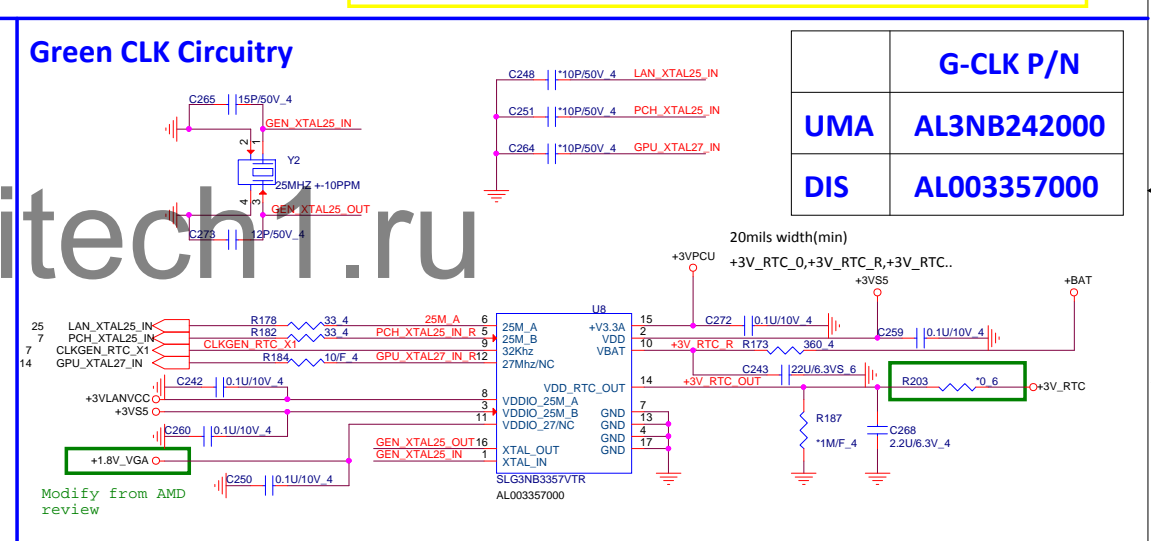 Green CLK Circuitry
G-CLK P/N
UMA AL3NB242000
DIS AL003357000
C265 15P/50V_4
GEN_XTAL25_IN
2 1
Y2
25MHZ +-10PPM
4 3
GEN_XTAL25_OUT
C273 12P/50V_4
C248 *10P/50V_4 LAN_XTAL25_IN
C251 *10P/50V_4 PCH_XTAL25_IN
C264 *10P/50V_4 GPU_XTAL27_IN
itech1.ru
20mils width(min)
+3V_RTC_0,+3V_RTC_R,+3V_RTC..
+3VPCU
+3VS5
+BAT
U8
25 LAN_XTAL25_IN R178 33_4 25M_A 6 25M_A
7 PCH_XTAL25_IN R182 33_4 PCH_XTAL25_IN_R 5 25M_B
7 CLKGEN_RTC_X1 CLKGEN_RTC_X1 9 32Khz
14 GPU_XTAL27_IN R184 10/F_4 GPU_XTAL27_IN_R 12 27Mhz/NC
+V3.3A 15 C272 0.1U/10V_4
VDD 2 C259 0.1U/10V_4
VBAT 10 +3V_RTC_R R173 360_4
C243 22U/6.3VS_6
VDD_RTC_OUT 14 +3V_RTC_OUT R203 *0_6 +3V_RTC
C242 0.1U/10V_4
+3VLANVCC 8 VDDIO_25M_A
+3VS5 3 VDDIO_25M_B
11 VDDIO_27/NC
C260 0.1U/10V_4
7 GND
13 GND
4 GND
17 GND
R187
*1M/F_4
C268
2.2U/6.3V_4
GEN_XTAL25_OUT 16 XTAL_OUT
GEN_XTAL25_IN 1 XTAL_IN
+1.8V_VGA
C250 0.1U/10V_4
SLG3NB3357VTR
AL003357000
Modify from AMD
review